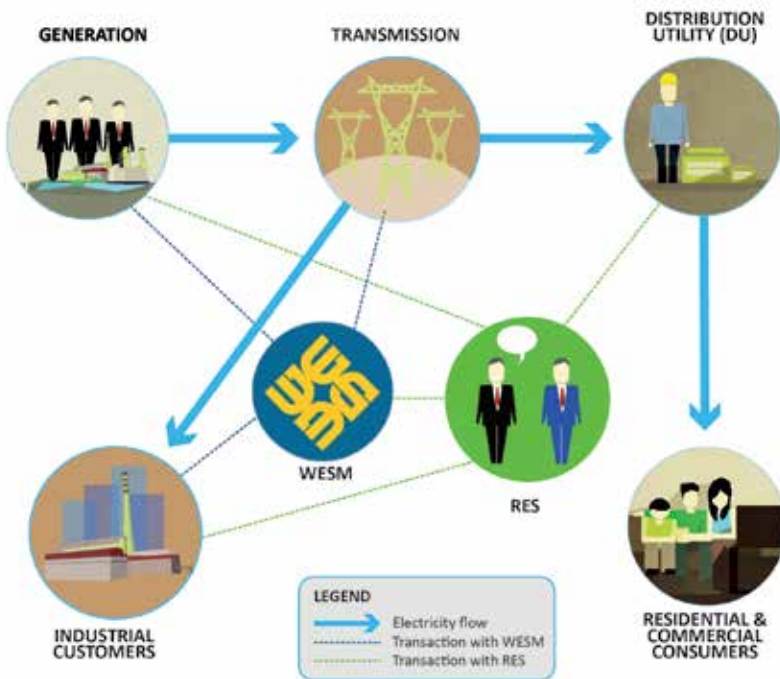 GENERATION
TRANSMISSION
DISTRIBUTION
UTILITY (DU)
WESM
RES
INDUSTRIAL
CUSTOMERS
LEGEND
Electricity flow
Transaction with WESM
Transaction with RES
RESIDENTIAL &
COMMERCIAL
CONSUMERS